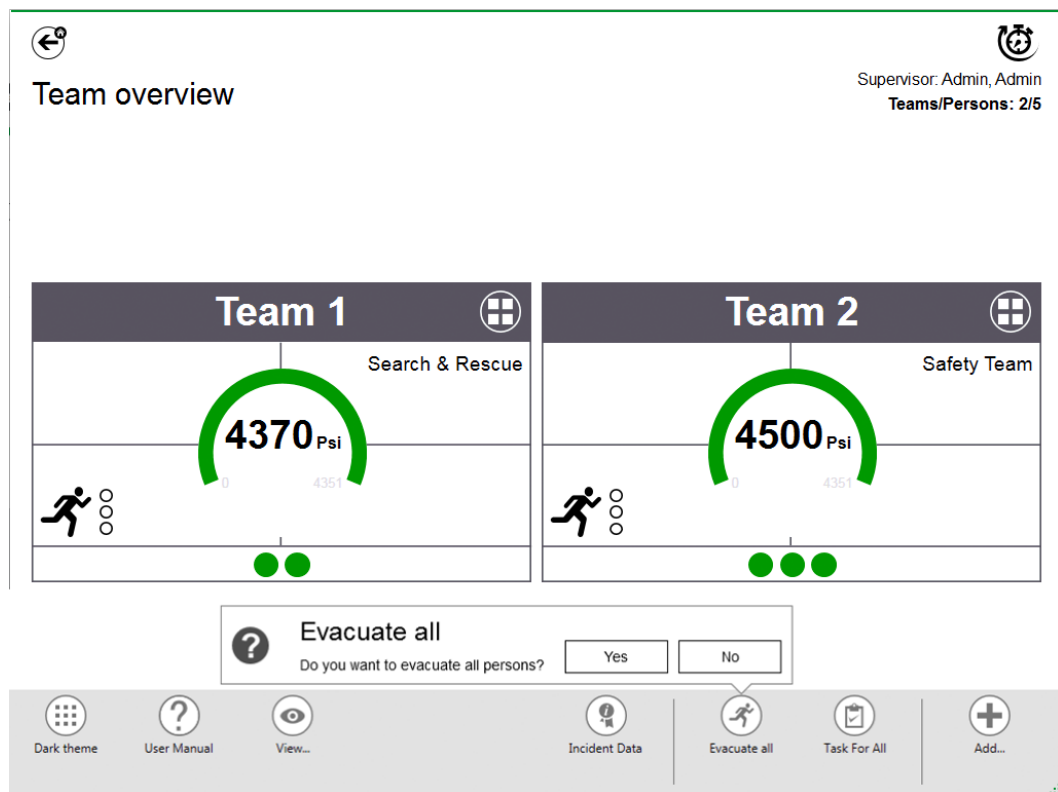 Team overview
Supervisor: Admin, Admin
Teams/Persons: 2/5
Team 1
Search & Rescue
4370 Psi
0 4351
Team 2
Safety Team
4500 Psi
0 4351
Evacuate all
Do you want to evacuate all persons?
Yes
No
Dark theme
User Manual
View...
Incident Data
Evacuate all
Task For All
Add...